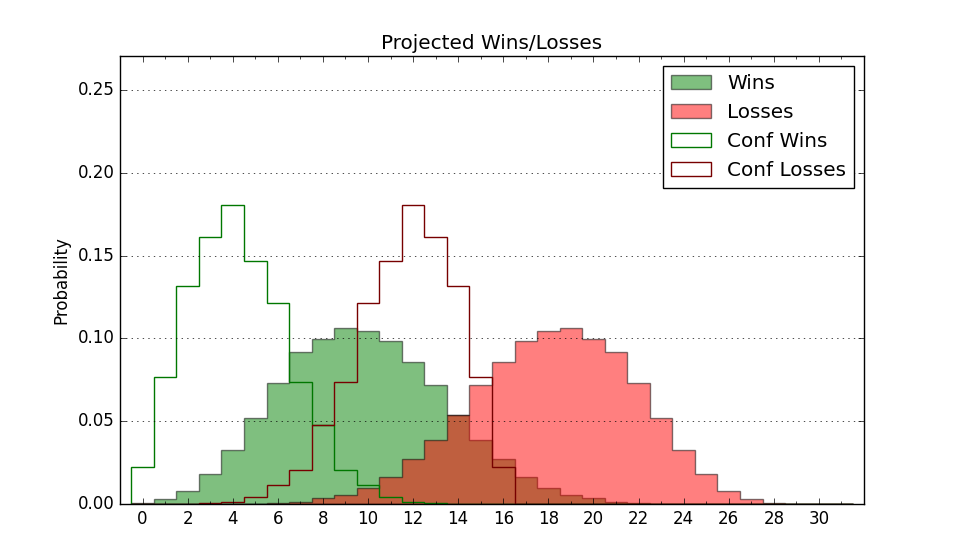 Projected Wins/Losses
0.25
0.20
0.15
0.10
0.05
0.00
Probability
Wins
Losses
Conf Wins
Conf Losses
0 2 4 6 8 10 12 14 16 18 20 22 24 26 28 30